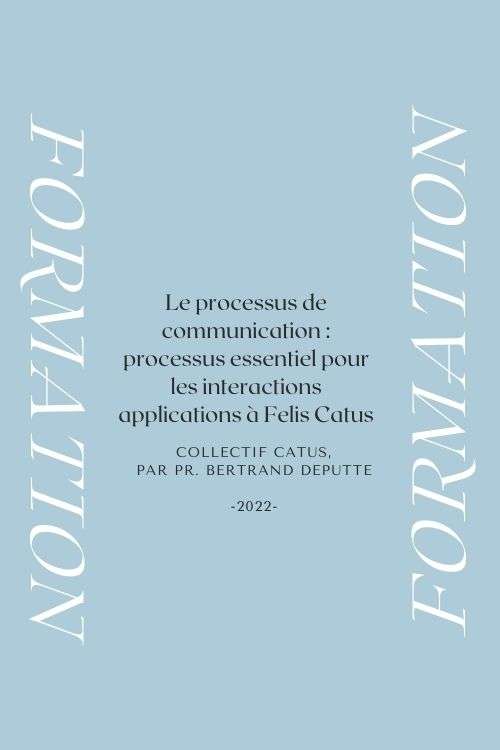 FORMATION
Le processus de
communication :
processus essentiel pour
les interactions
applications à Felis Catus
COLLECTIF CATUS,
PAR PR. BERTRAND DEPUTTE
-2022-
FORMATION